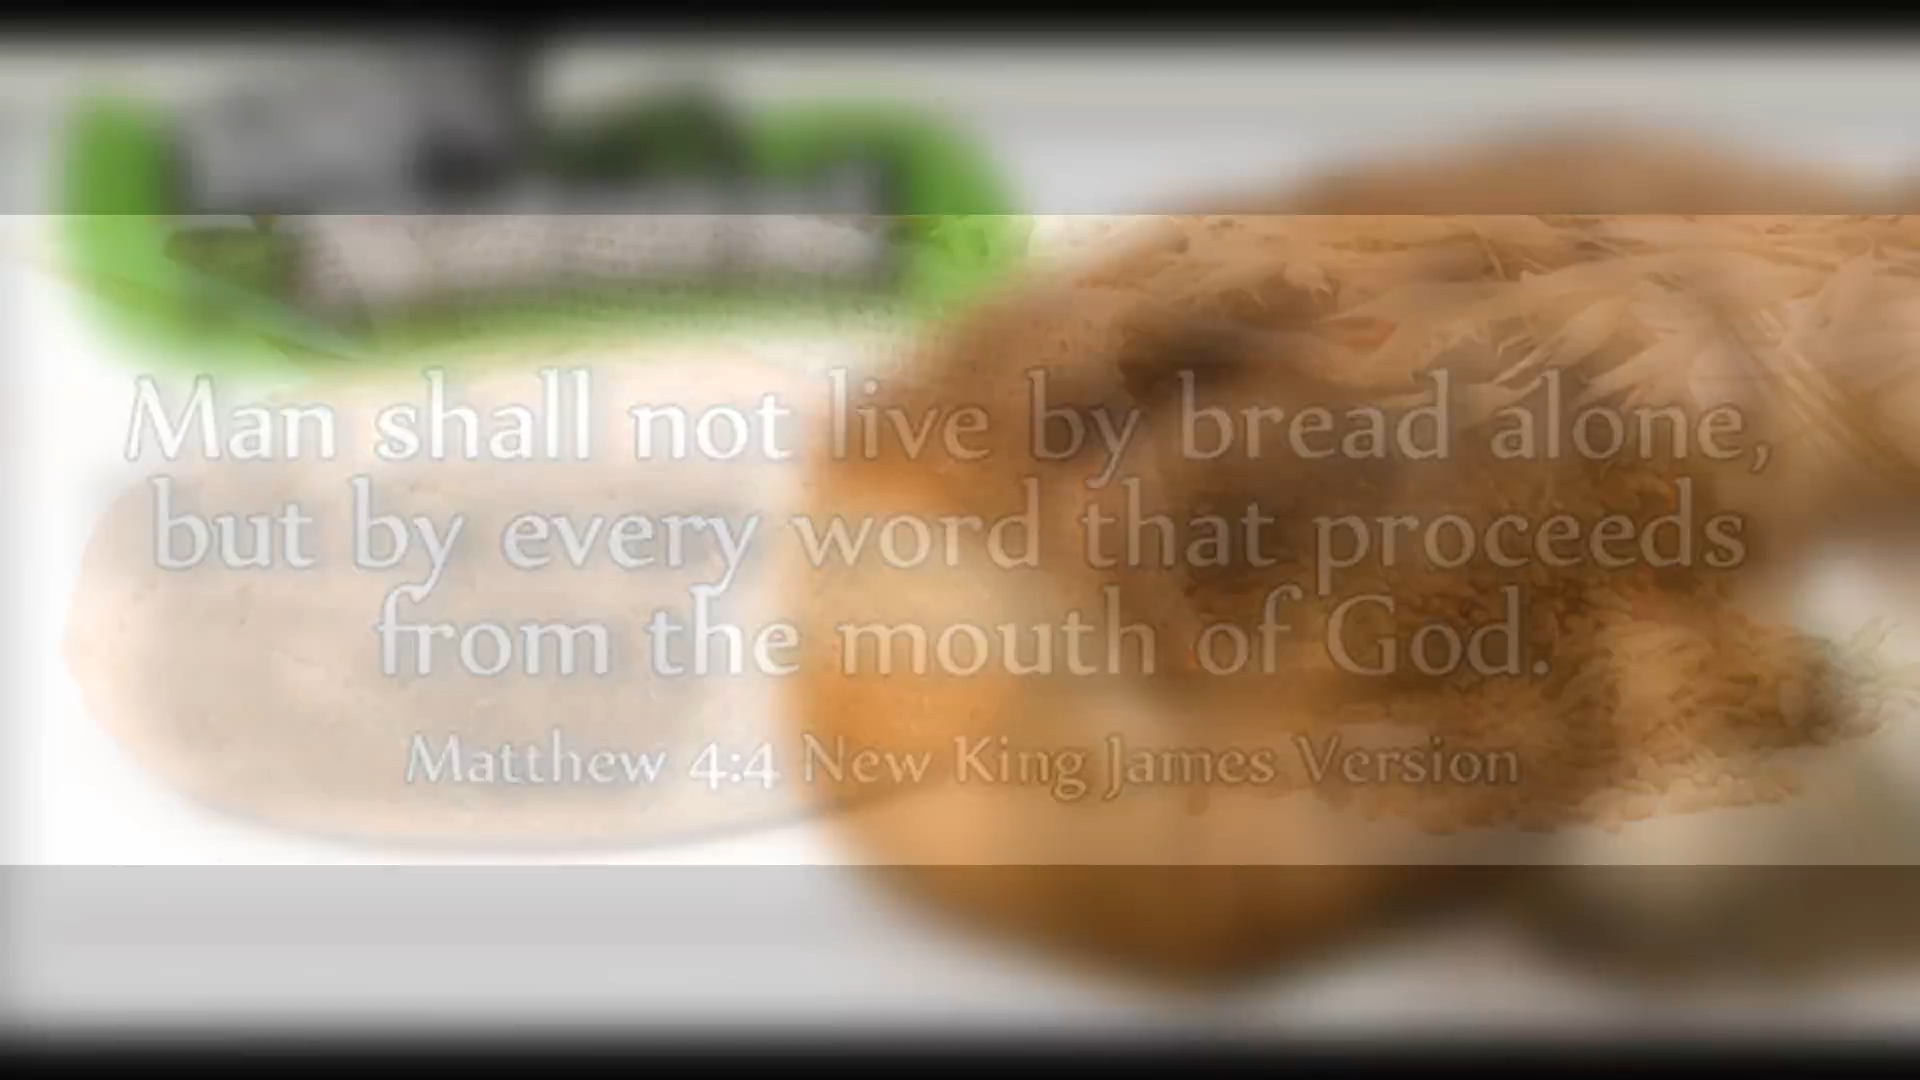 Man shall not live by bread alone,
but by every word that proceeds
from the mouth of God.
Matthew 4:4 New King James Version